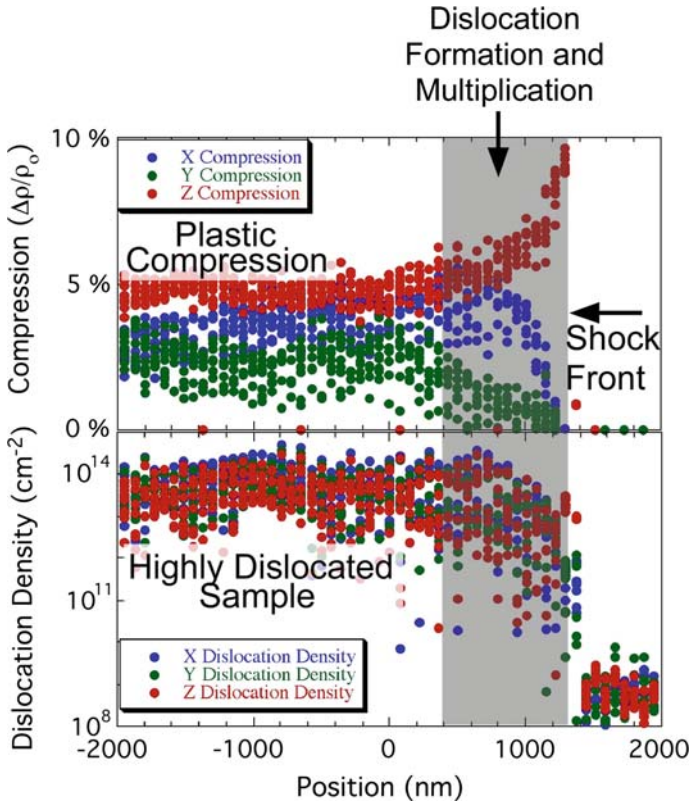 Dislocation
Formation and
Multiplication
10 %
X Compression
Y Compression
Z Compression
Plastic
Compression
5 %
Shock
Front
0 %
Compression (Δρ/ρₒ)
10¹⁴
10¹¹
10⁸
Highly Dislocated
Sample
X Dislocation Density
Y Dislocation Density
Z Dislocation Density
Dislocation Density (cm⁻²)
-2000 -1000 0 1000 2000
Position (nm)